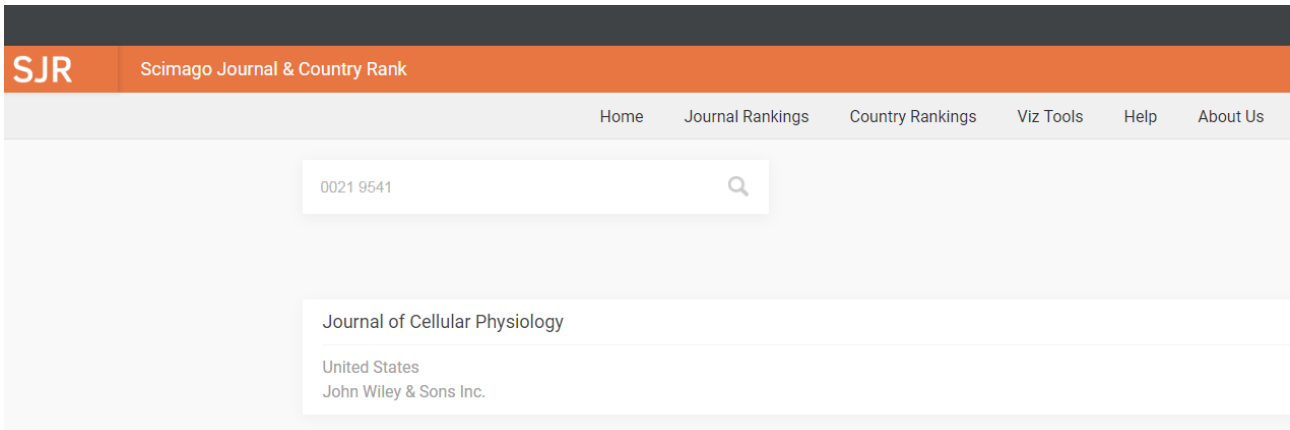 SJR Scimago Journal & Country Rank
Home Journal Rankings Country Rankings Viz Tools Help About Us
0021 9541
Journal of Cellular Physiology
United States
John Wiley & Sons Inc.